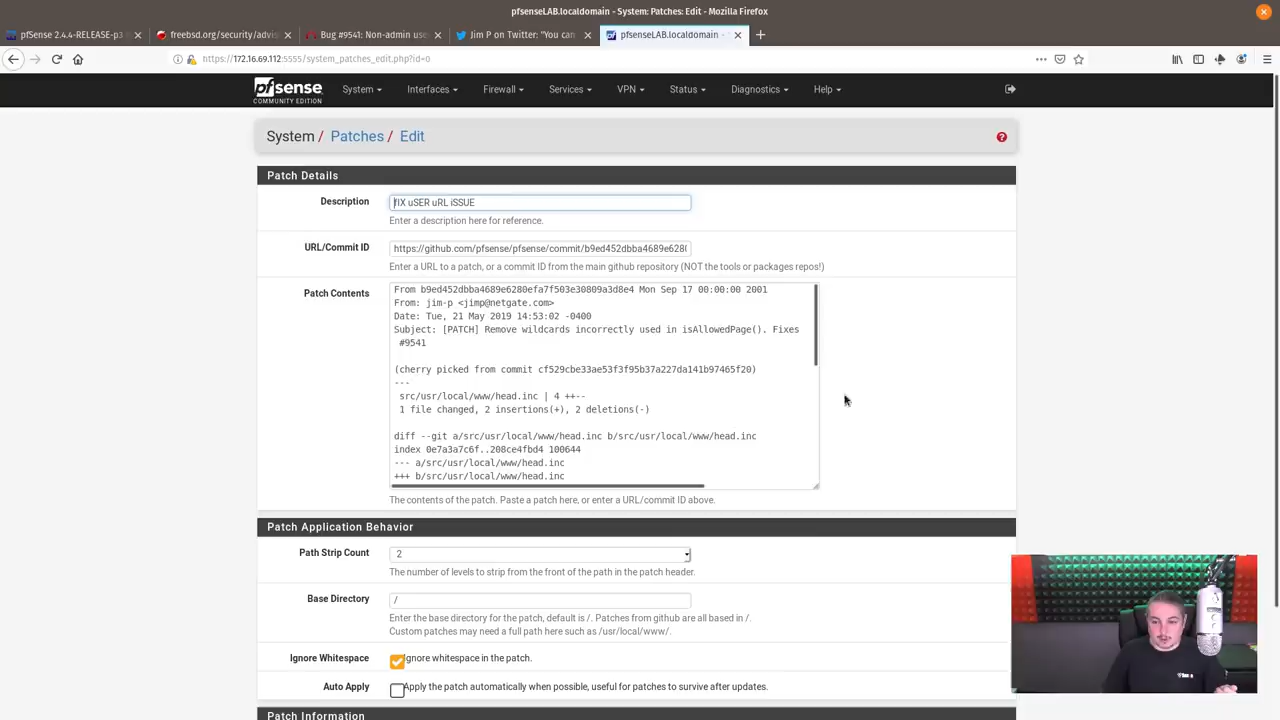 pfsenseLAB.localdomain - System: Patches: Edit - Mozilla Firefox
pfSense 2.4.4-RELEASE-p3
freebsd.org/security/advis
Bug #9541: Non-admin use
Jim P on Twitter: "You can
pfsenseLAB.localdomain -
https://172.16.69.112:5555/system_patches_edit.php?id=0
pfsense
COMMUNITY EDITION
System
Interfaces
Firewall
Services
VPN
Status
Diagnostics
Help
System / Patches / Edit
Patch Details
Description
fIX uSER uRL iSSUE
Enter a description here for reference.
URL/Commit ID
https://github.com/pfsense/pfsense/commit/b9ed452dbba4689e628(
Enter a URL to a patch, or a commit ID from the main github repository (NOT the tools or packages repos!)
Patch Contents
From b9ed452dbba4689e6280efa7f503e30809a3d8e4 Mon Sep 17 00:00:00 2001
From: jim-p <jimp@netgate.com>
Date: Tue, 21 May 2019 14:53:02 -0400
Subject: [PATCH] Remove wildcards incorrectly used in isAllowedPage(). Fixes
#9541
(cherry picked from commit cf529cbe33ae53f3f95b37a227da141b97465f20)
---
src/usr/local/www/head.inc | 4 ++--
1 file changed, 2 insertions(+), 2 deletions(-)
diff --git a/src/usr/local/www/head.inc b/src/usr/local/www/head.inc
index 0e7a3a7c6f..208ce4fbd4 100644
--- a/src/usr/local/www/head.inc
+++ b/src/usr/local/www/head.inc
The contents of the patch. Paste a patch here, or enter a URL/commit ID above.
Patch Application Behavior
Path Strip Count
2
The number of levels to strip from the front of the path in the patch header.
Base Directory
/
Enter the base directory for the patch, default is /. Patches from github are all based in /.
Custom patches may need a full path here such as /usr/local/www/.
Ignore Whitespace
Ignore whitespace in the patch.
Auto Apply
Apply the patch automatically when possible, useful for patches to survive after updates.
Patch Information